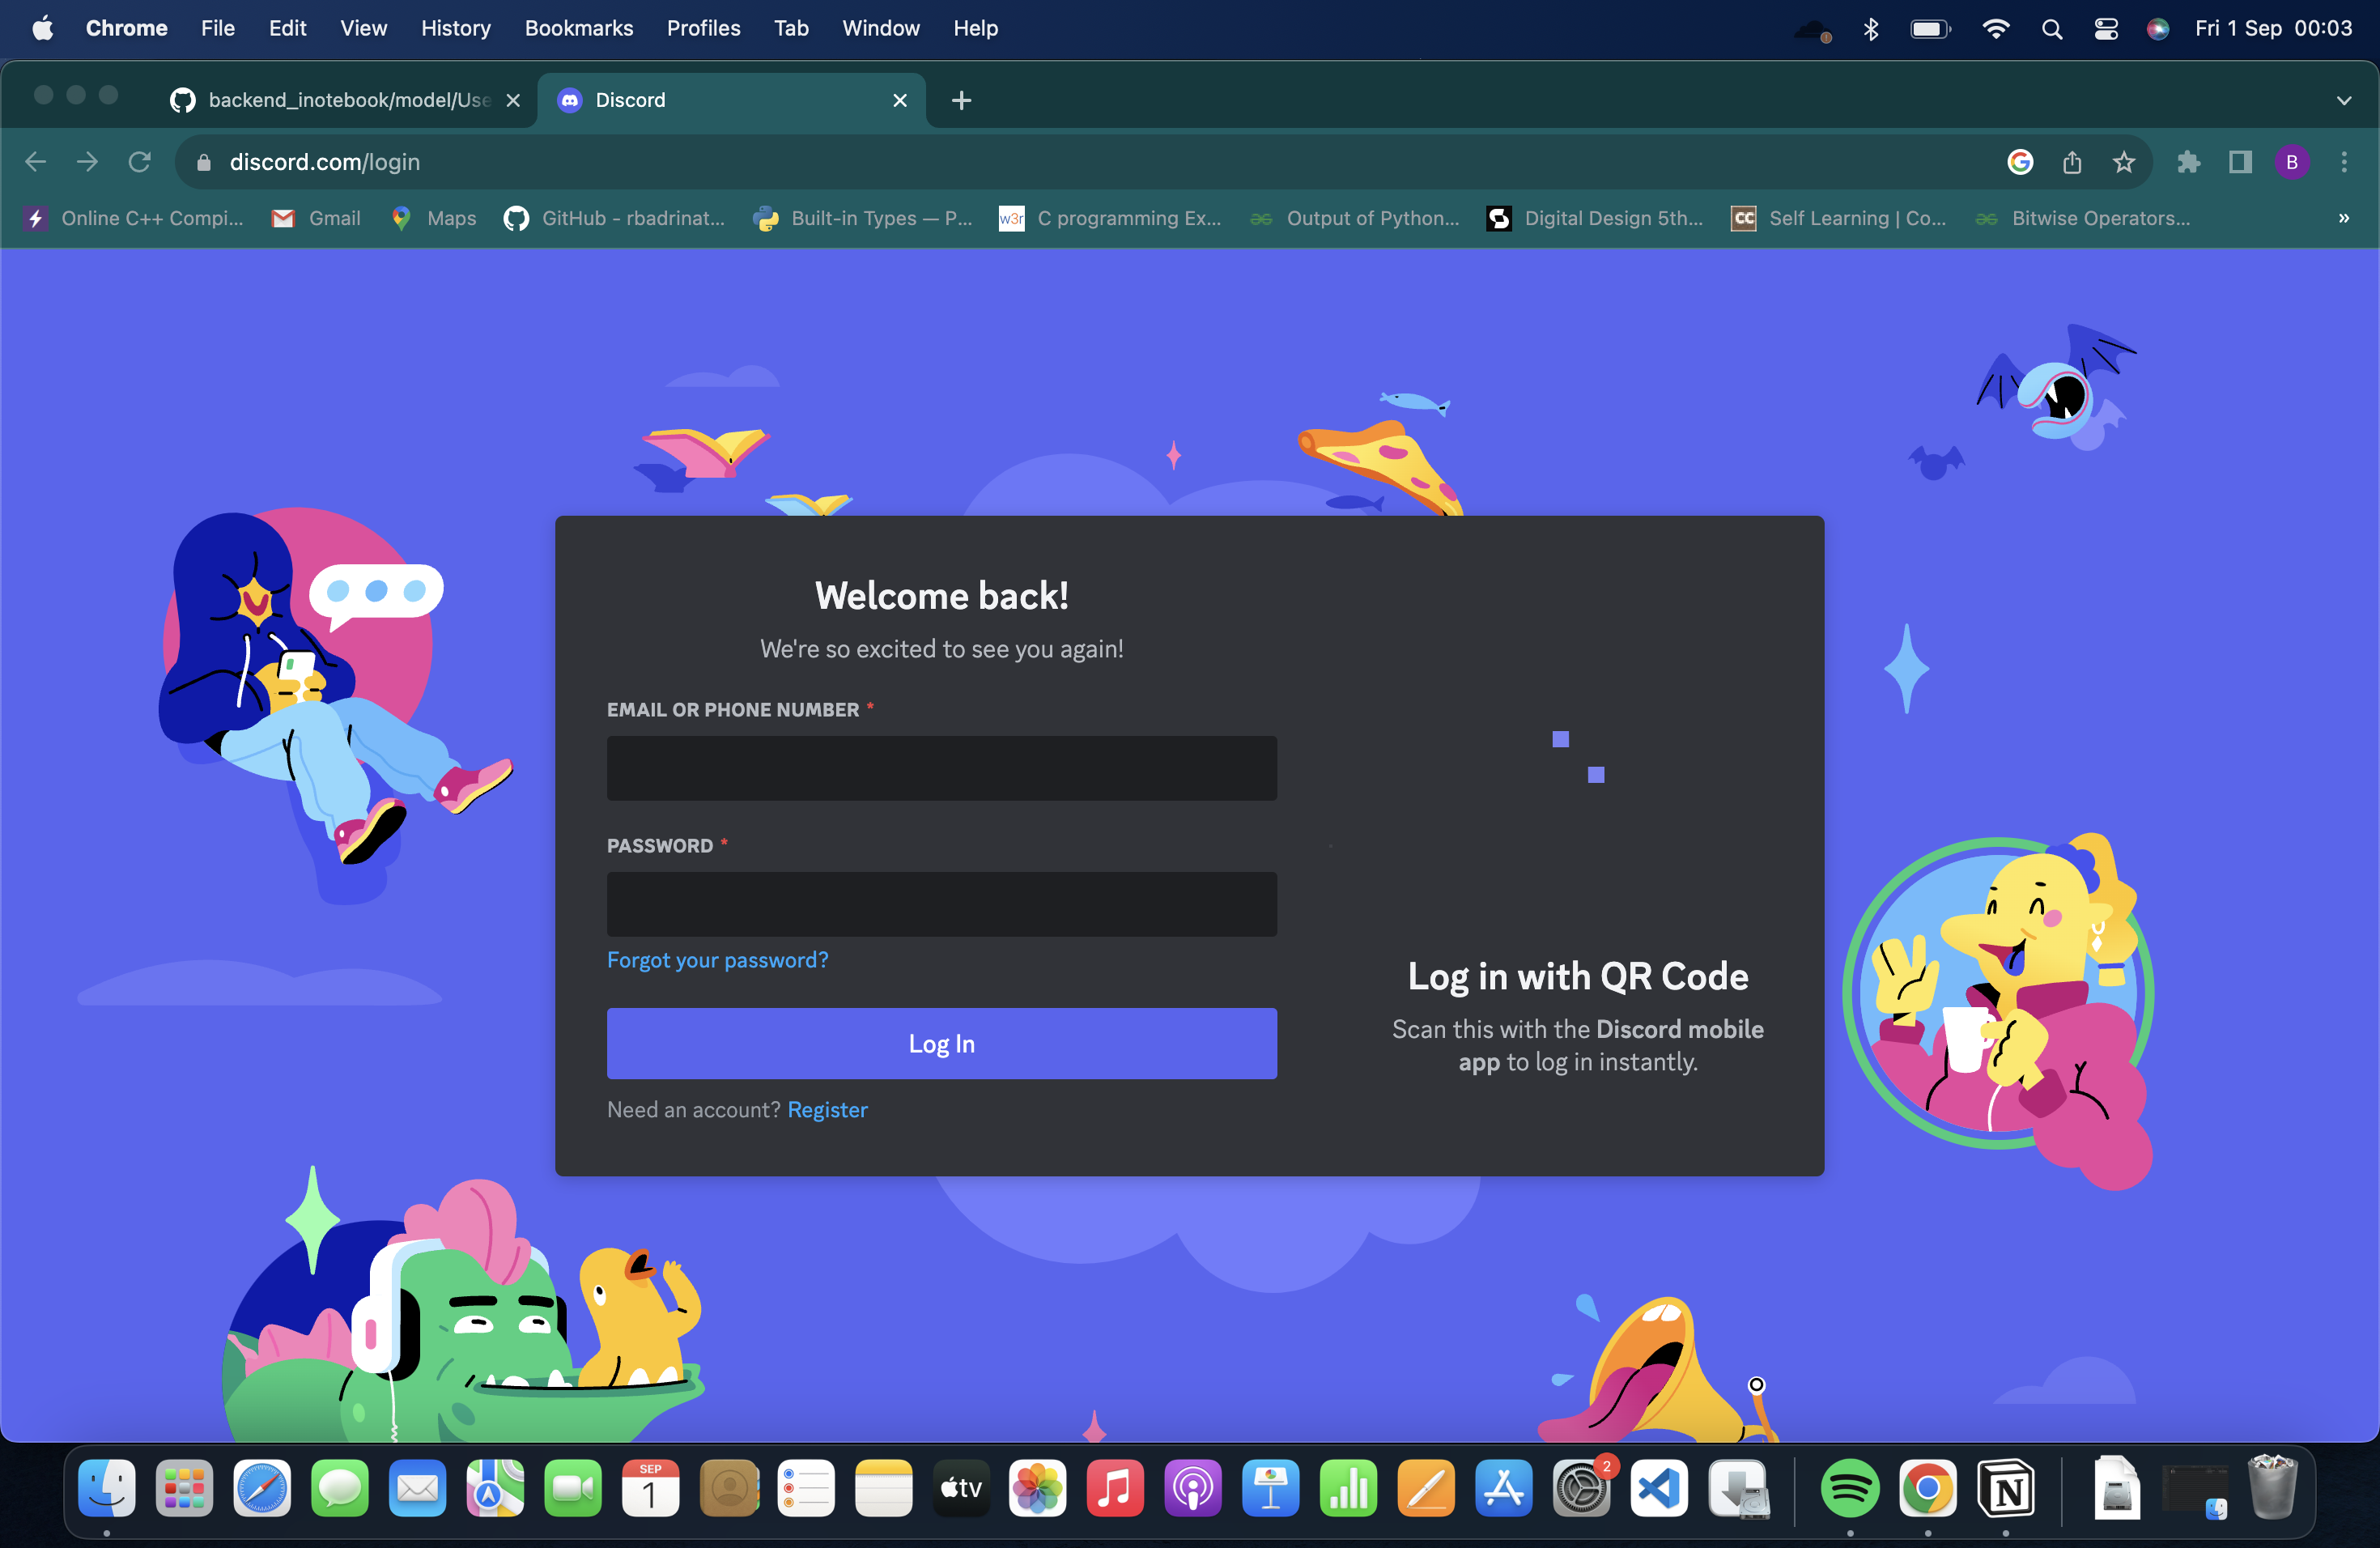 Chrome File Edit View History Bookmarks Profiles Tab Window Help Fri 1 Sep 00:03
backend_inotebook/model/Use Discord
discord.com/login B
Online C++ Compi... Gmail Maps GitHub - rbadrinat... Built-in Types — P... w3r C programming Ex... Output of Python... Digital Design 5th... CC Self Learning | Co... Bitwise Operators... »
Welcome back!
We're so excited to see you again!
EMAIL OR PHONE NUMBER *
PASSWORD *
Forgot your password?
Log In
Need an account? Register
Log in with QR Code
Scan this with the Discord mobile
app to log in instantly.
SEP
1
tv
2
N